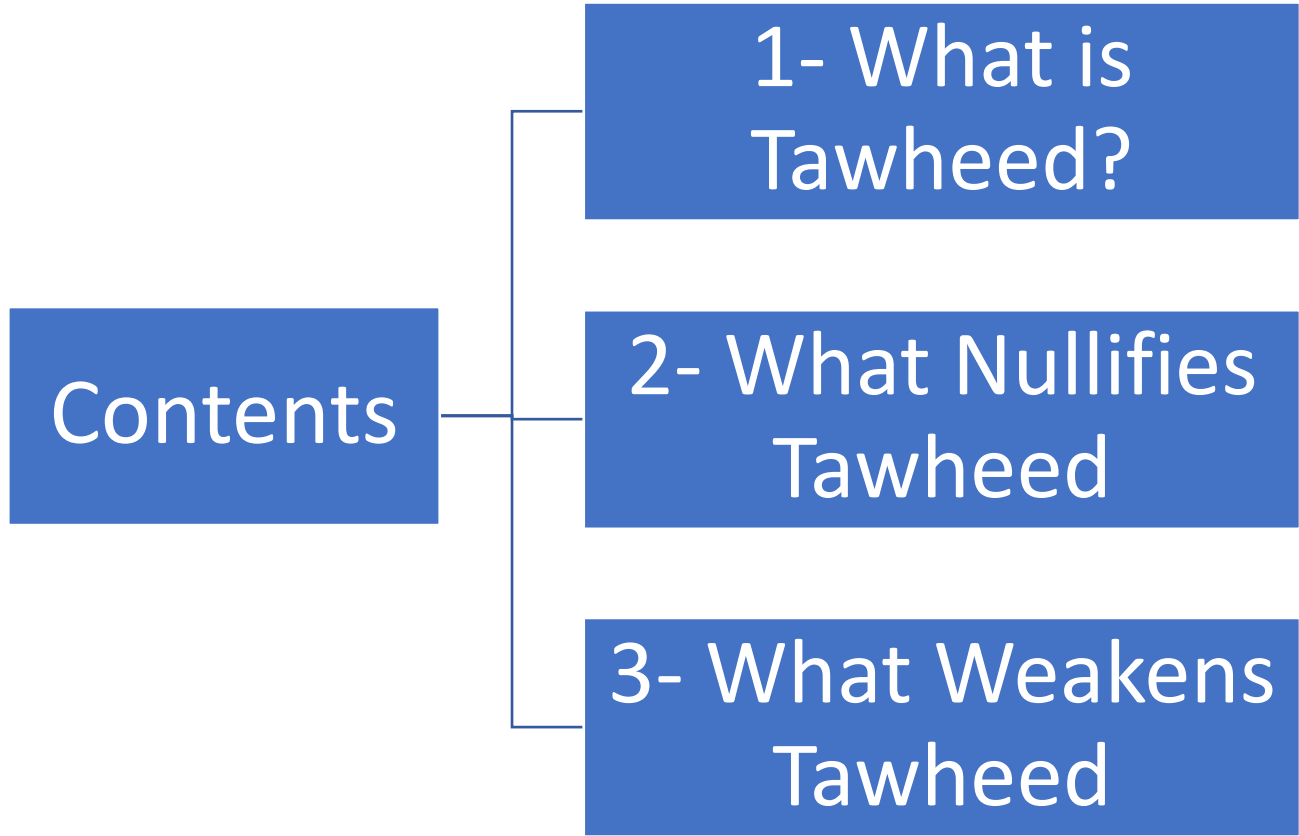 Contents
1- What is
Tawheed?
2- What Nullifies
Tawheed
3- What Weakens
Tawheed